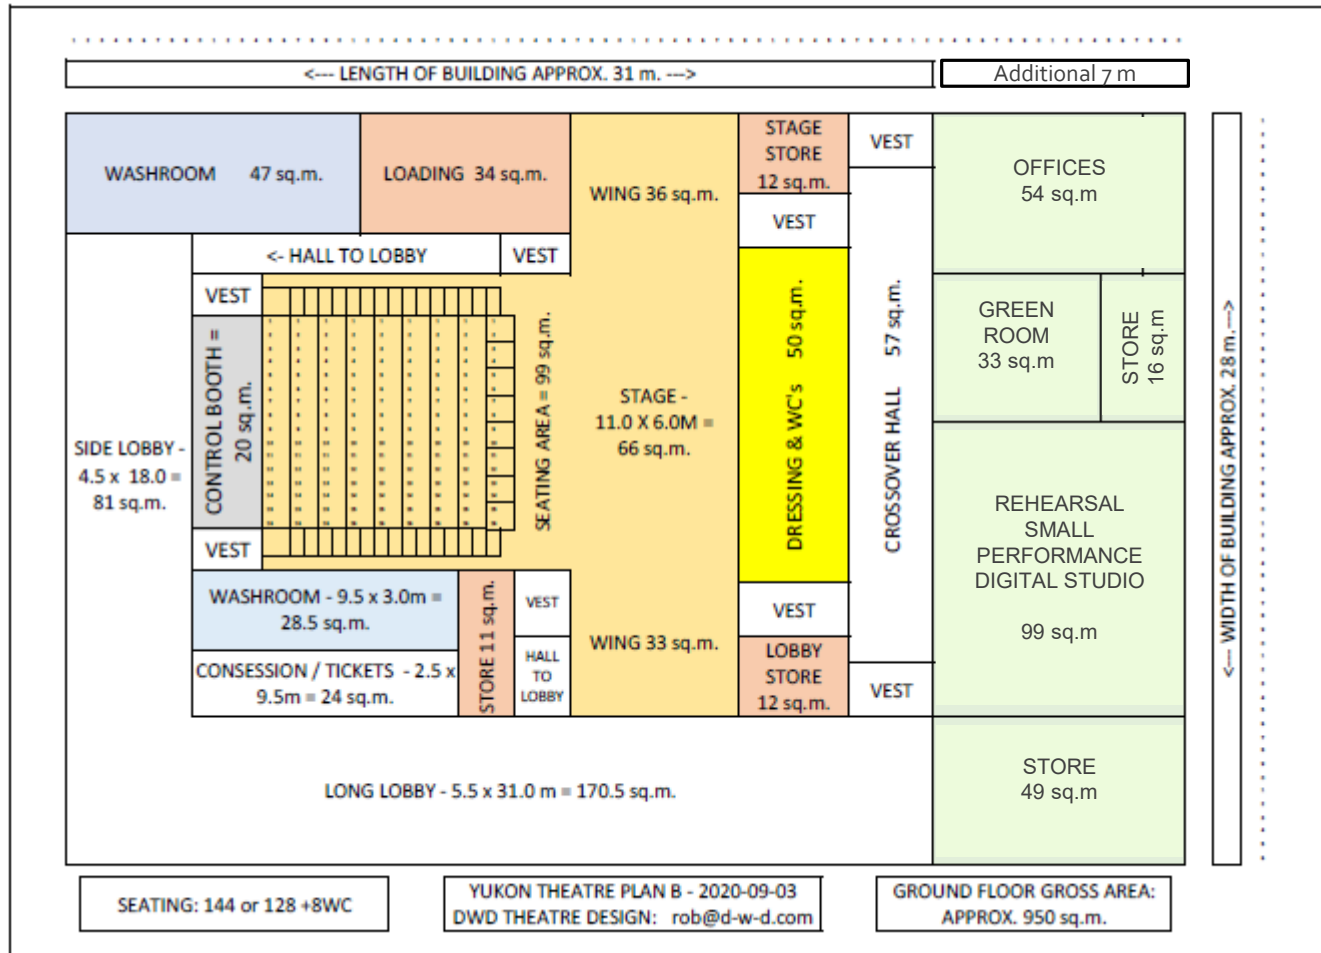 <--- LENGTH OF BUILDING APPROX. 31 m. --->
Additional 7 m
WASHROOM 47 sq.m.
LOADING 34 sq.m.
WING 36 sq.m.
STAGE
STORE
12 sq.m.
VEST
VEST
OFFICES
54 sq.m
<- HALL TO LOBBY
VEST
VEST
CONTROL BOOTH =
20 sq.m.
SEATING AREA = 99 sq.m.
STAGE -
11.0 X 6.0M =
66 sq.m.
DRESSING & WC's 50 sq.m.
CROSSOVER HALL 57 sq.m.
GREEN
ROOM
33 sq.m
STORE
16 sq.m
<--- WIDTH OF BUILDING APPROX. 28 m.--->
SIDE LOBBY -
4.5 x 18.0 =
81 sq.m.
REHEARSAL
SMALL
PERFORMANCE
DIGITAL STUDIO
99 sq.m
VEST
WASHROOM - 9.5 x 3.0m =
28.5 sq.m.
STORE 11 sq.m.
VEST
HALL
TO
LOBBY
WING 33 sq.m.
VEST
LOBBY
STORE
12 sq.m.
VEST
CONSESSION / TICKETS - 2.5 x
9.5m = 24 sq.m.
LONG LOBBY - 5.5 x 31.0 m = 170.5 sq.m.
STORE
49 sq.m
SEATING: 144 or 128 +8WC
YUKON THEATRE PLAN B - 2020-09-03
DWD THEATRE DESIGN: rob@d-w-d.com
GROUND FLOOR GROSS AREA:
APPROX. 950 sq.m.